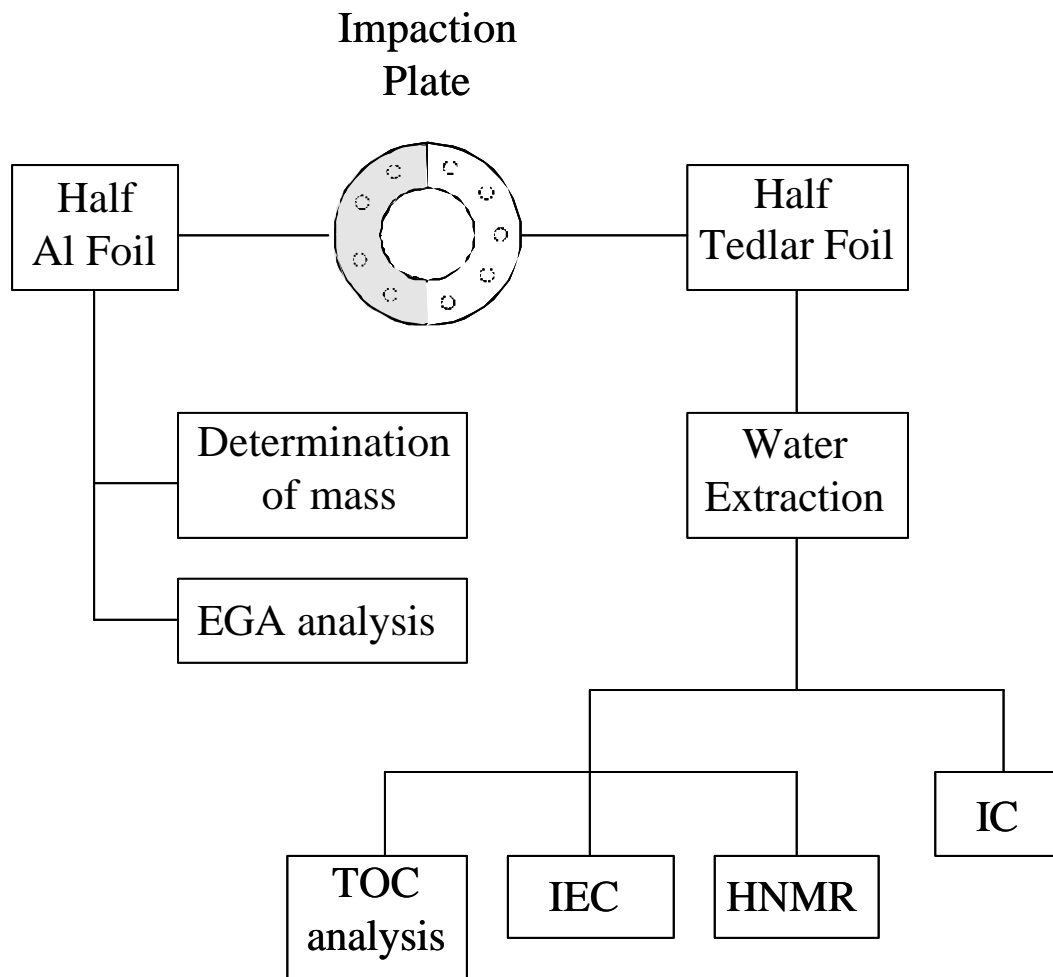 Impaction
Plate
Half
Al Foil
Half
Tedlar Foil
Determination
of mass
Water
Extraction
EGA analysis
IC
TOC
analysis
IEC
HNMR